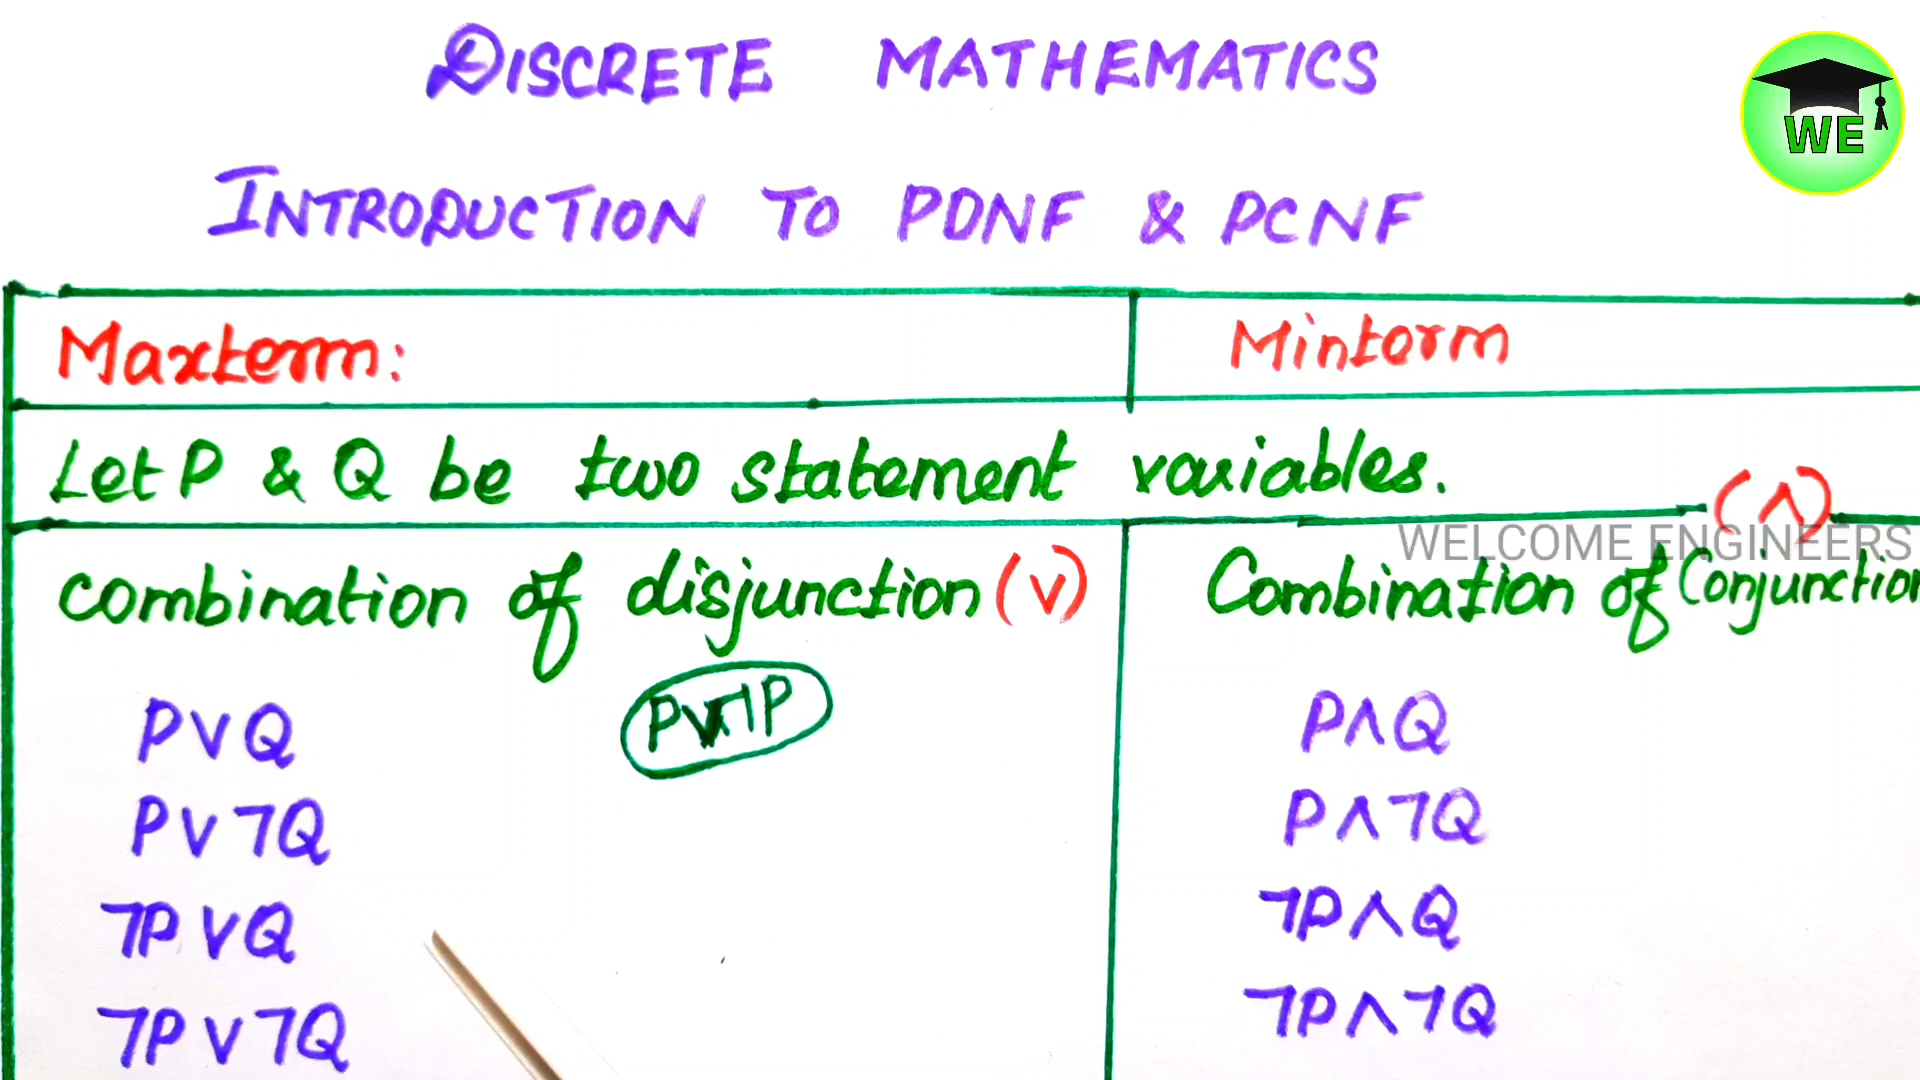 DISCRETE MATHEMATICS
WE
INTRODUCTION TO PDNF & PCNF
Maxterm: Minterm
Let P & Q be two statement variables.
(∧)
WELCOME ENGINEERS
combination of disjunction (∨) Combination of Conjunction
P∨¬P
P∨Q P∧Q
P∨¬Q P∧¬Q
¬P∨Q ¬P∧Q
¬P∨¬Q ¬P∧¬Q